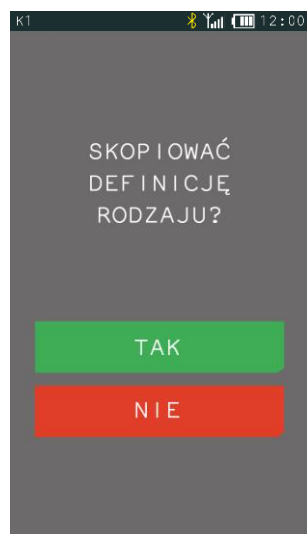 K1 12:00
SKOPIOWAĆ
DEFINICJĘ
RODZAJU?
TAK
NIE